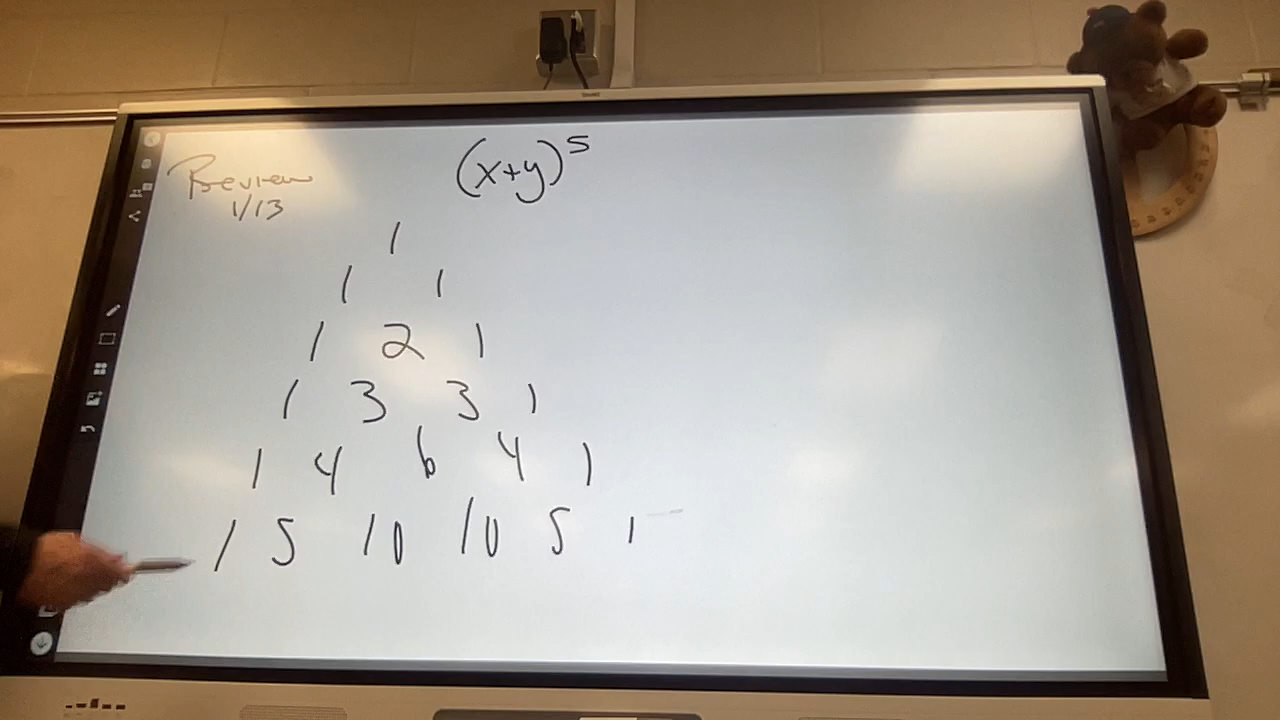 (x+y)^5
Review
1/13
1
1 1
1 2 1
1 3 3 1
1 4 6 4 1
1 5 10 10 5 1